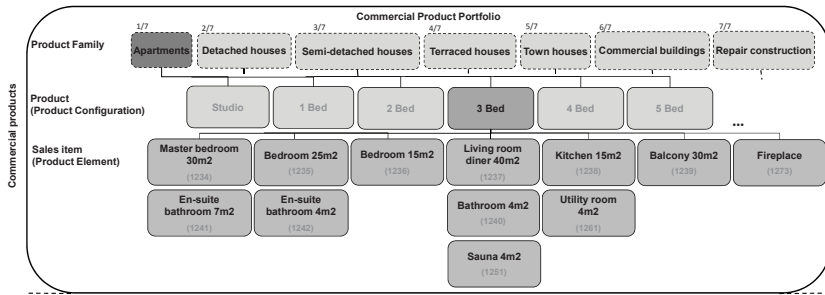 Commercial Product Portfolio
1/7 2/7 3/7 4/7 5/7 6/7 7/7
Product Family
Apartments Detached houses Semi-detached houses Terraced houses Town houses Commercial buildings Repair construction
Commercial products
Product
(Product Configuration)
Studio 1 Bed 2 Bed 3 Bed 4 Bed 5 Bed ...
Sales item
(Product Element)
Master bedroom
30m2
(1234)
Bedroom 25m2
(1235)
Bedroom 15m2
(1236)
Living room
diner 40m2
(1237)
Kitchen 15m2
(1238)
Balcony 30m2
(1239)
Fireplace
(1273)
En-suite
bathroom 7m2
(1241)
En-suite
bathroom 4m2
(1242)
Bathroom 4m2
(1240)
Utility room
4m2
(1261)
Sauna 4m2
(1251)